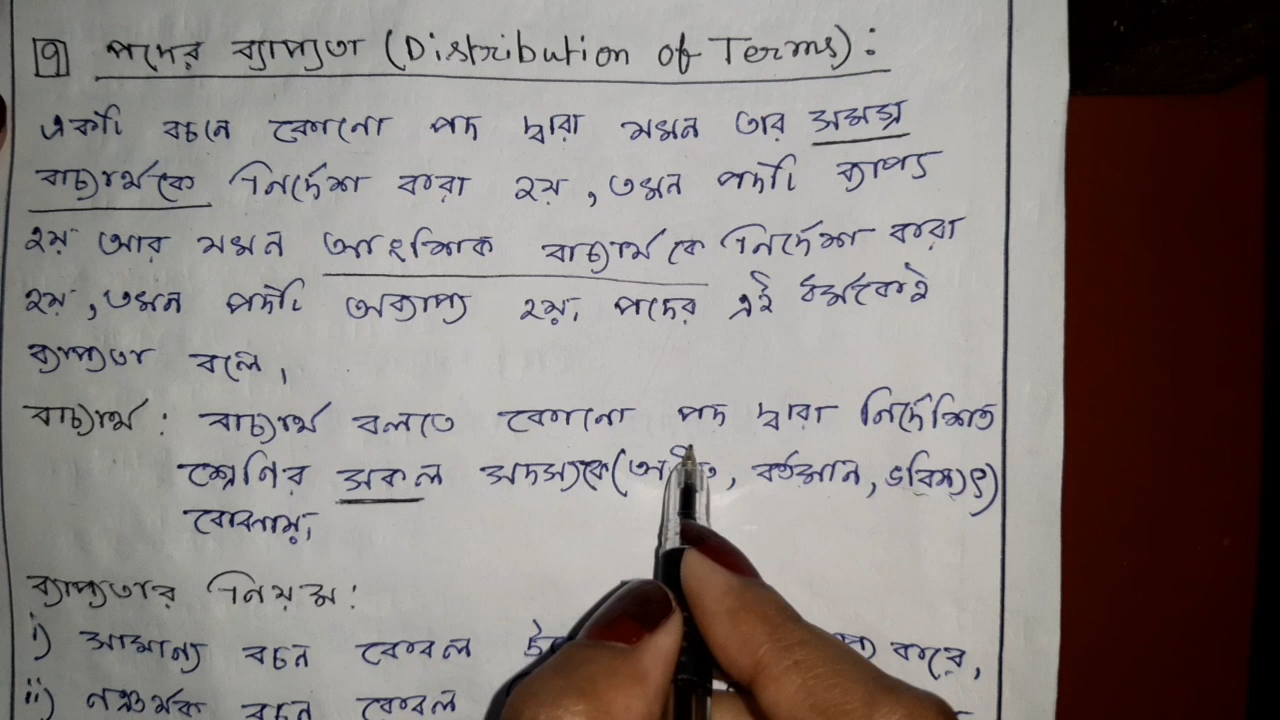 9 পদের ব্যাপ্যতা (Distribution of Terms):
একটি বচনে কোনো পদ দ্বারা যখন তার সমস্ত
বাচ্যার্থকে নির্দেশ করা হয়, তখন পদটি ব্যাপ্য
হয় আর যখন আংশিক বাচ্যার্থকে নির্দেশ করা
হয়, তখন পদটি অব্যাপ্য হয়। পদের এই ধর্মকেই
ব্যাপ্যতা বলে।
বাচ্যার্থ: বাচ্যার্থ বলতে কোনো পদ দ্বারা নির্দেশিত
শ্রেণির সকল সদস্যকে (, বর্তমান, ভবিষ্যৎ)
বোঝায়।
ব্যাপ্যতার নিয়ম:
i) সামান্য বচন কেবল করে,
ii) নঞর্থক বচন কেবল